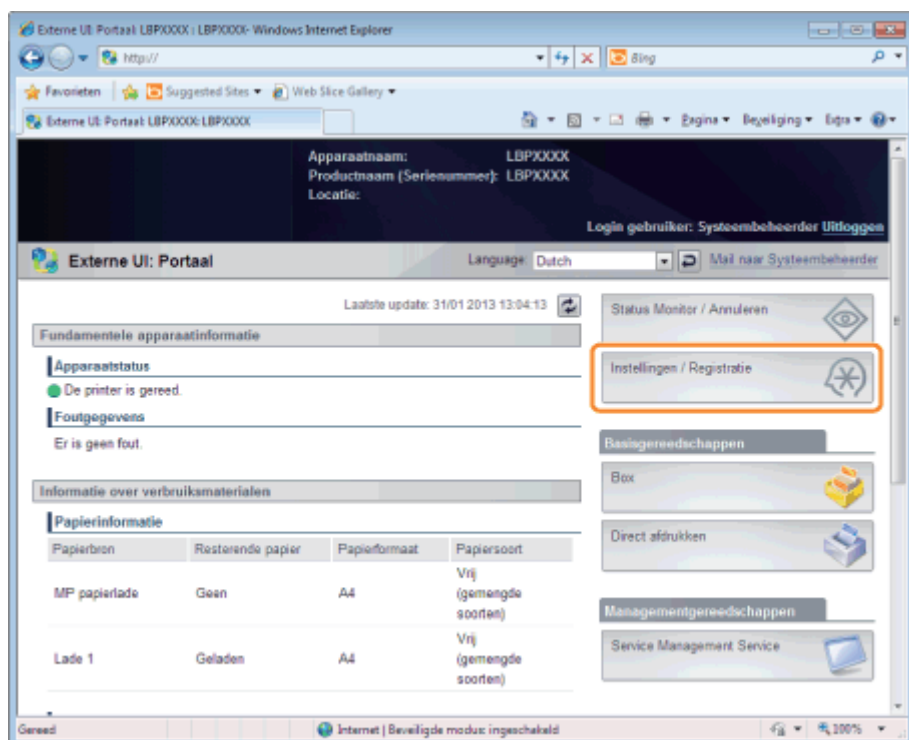 Externe UI: Portaal: LBPXXXX : LBPXXXX- Windows Internet Explorer
http://
Bing
Favorieten
Suggested Sites
Web Slice Gallery
Externe UI: Portaal: LBPXXXX: LBPXXXX
Pagina
Beveiliging
Extra
Apparaatnaam: LBPXXXX
Productnaam (Serienummer): LBPXXXX
Locatie:
Login gebruiker: Systeembeheerder Uitloggen
Externe UI: Portaal
Language: Dutch
Mail naar Systeembeheerder
Laatste update: 31/01 2013 13:04:13
Fundamentele apparaatinformatie
Apparaatstatus
De printer is gereed.
Foutgegevens
Er is geen fout.
Informatie over verbruiksmaterialen
Papierinformatie
Papierbron Resterende papier Papierformaat Papiersoort
MP papierlade Geen A4 Vrij (gemengde soorten)
Lade 1 Geladen A4 Vrij (gemengde soorten)
Status Monitor / Annuleren
Instellingen / Registratie
Basisgereedschappen
Box
Direct afdrukken
Managementgereedschappen
Service Management Service
Gereed
Internet | Beveiligde modus: ingeschakeld
100%